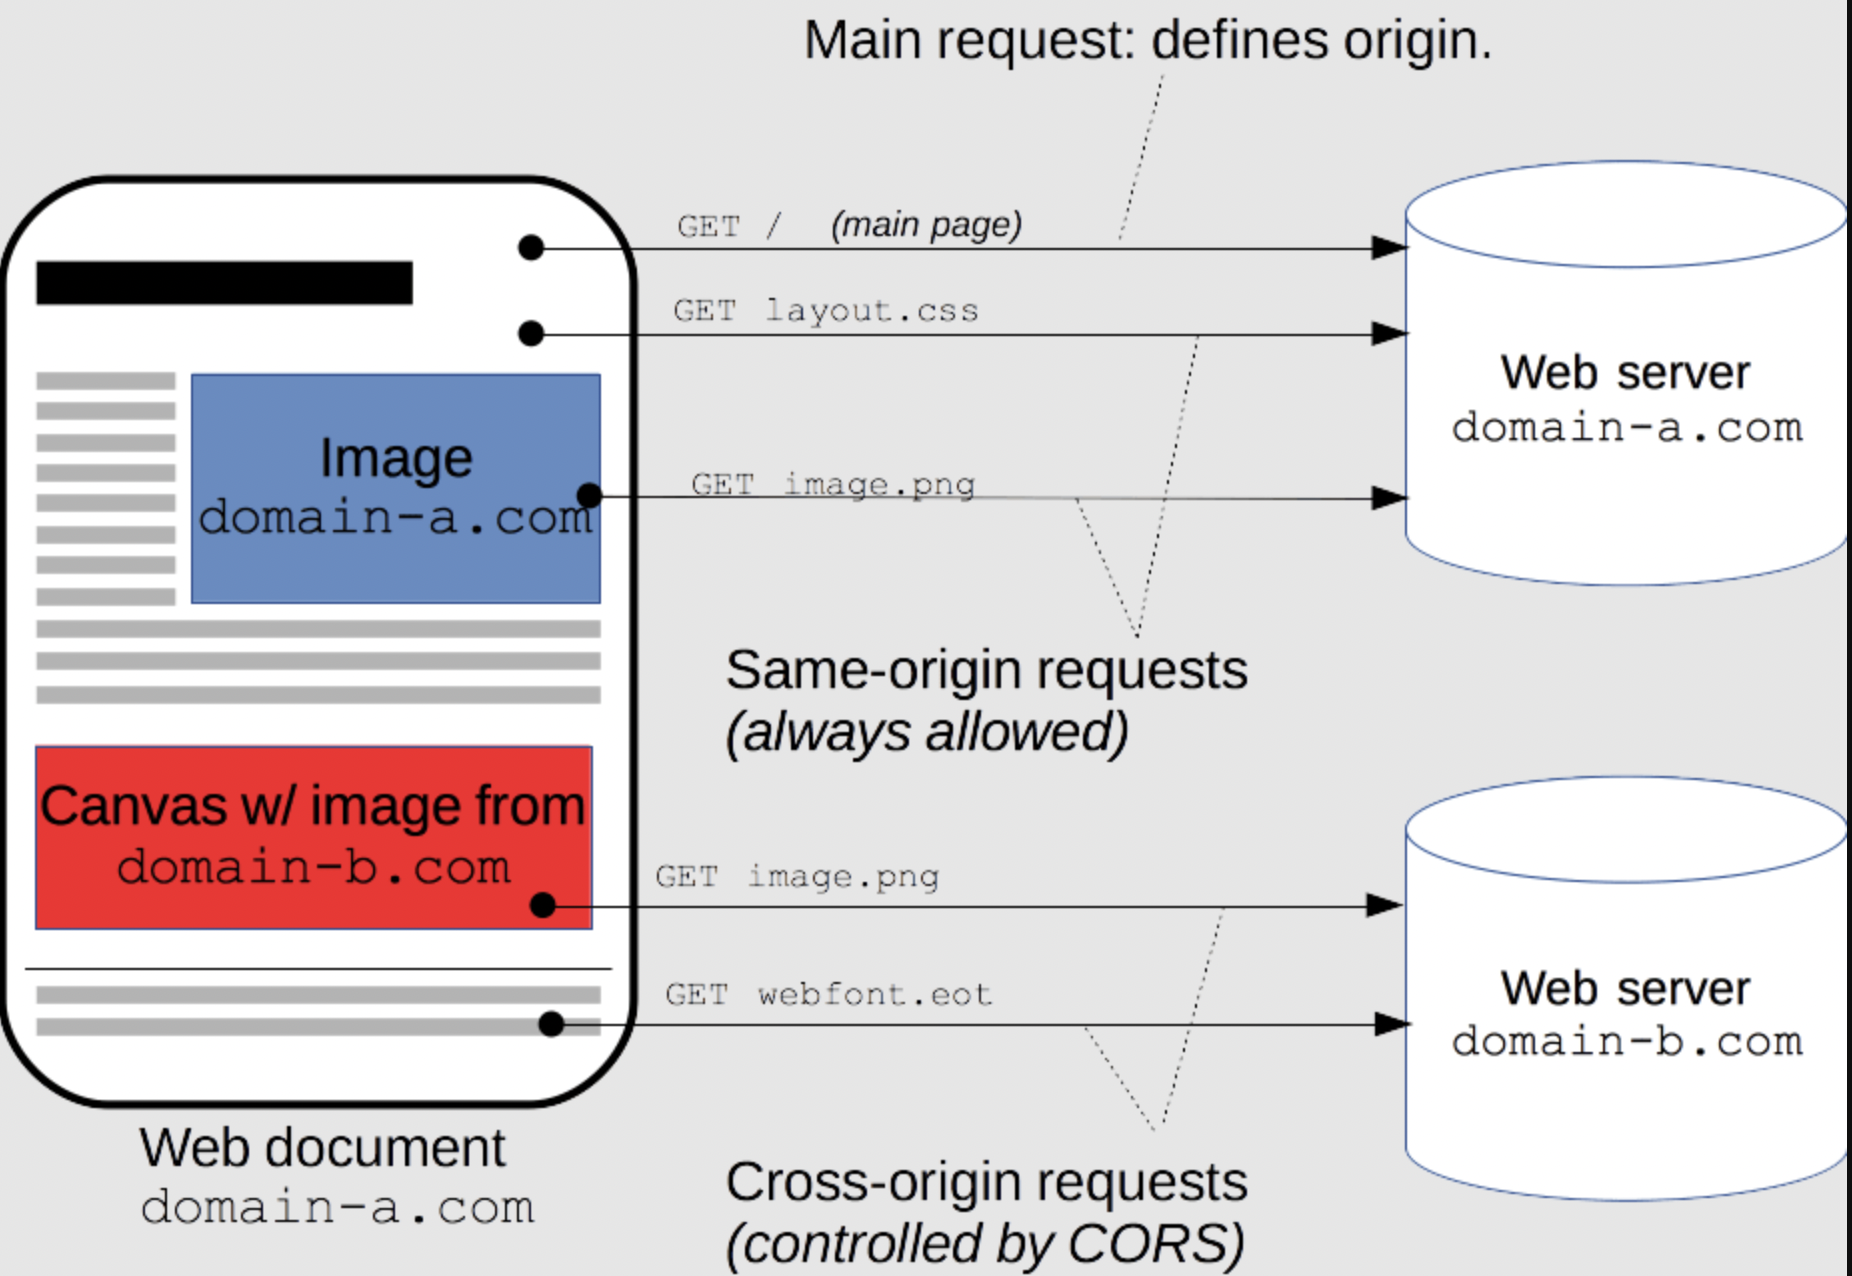 Main request: defines origin.
GET / (main page)
GET layout.css
Image
domain-a.com
GET image.png
Web server
domain-a.com
Same-origin requests
(always allowed)
Canvas w/ image from
domain-b.com
GET image.png
GET webfont.eot
Web server
domain-b.com
Web document
domain-a.com
Cross-origin requests
(controlled by CORS)